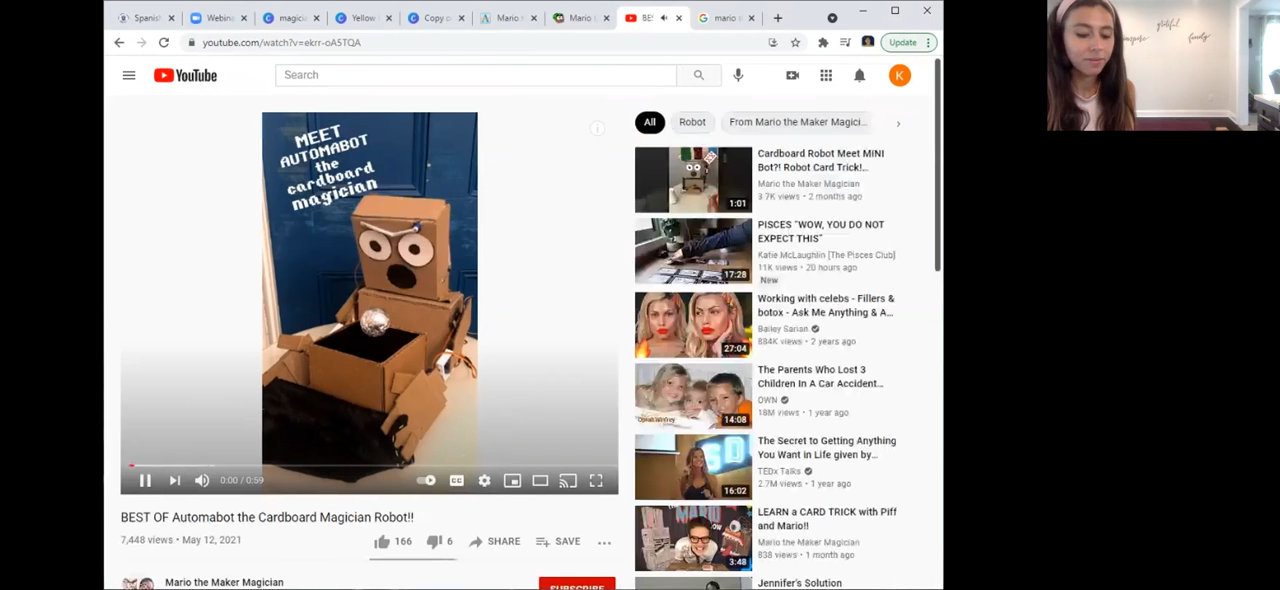 Spanish
Webina
magicia
Yellow
Copy o
Mario
Mario t
BES
mario
youtube.com/watch?v=ekrr-oA5TQA
Update
YouTube
Search
K
MEET
AUTOMABOT
the
cardboard
magician
0:00 / 0:59
CC
BEST OF Automabot the Cardboard Magician Robot!!
7,448 views • May 12, 2021
166
6
SHARE
SAVE
Mario the Maker Magician
SUBSCRIBE
All
Robot
From Mario the Maker Magici...
1:01
Cardboard Robot Meet MINI
Bot?! Robot Card Trick!...
Mario the Maker Magician
3.7K views • 2 months ago
17:28
PISCES "WOW, YOU DO NOT
EXPECT THIS"
Katie McLaughlin [The Pisces Club]
11K views • 20 hours ago
New
27:04
Working with celebs - Fillers &
botox - Ask Me Anything & A...
Bailey Sarian
884K views • 2 years ago
14:08
The Parents Who Lost 3
Children In A Car Accident...
OWN
18M views • 1 year ago
16:02
The Secret to Getting Anything
You Want in Life given by...
TEDx Talks
2.7M views • 1 year ago
3:48
LEARN a CARD TRICK with Piff
and Mario!!
Mario the Maker Magician
838 views • 1 month ago
Jennifer's Solution
grateful
inspire
family